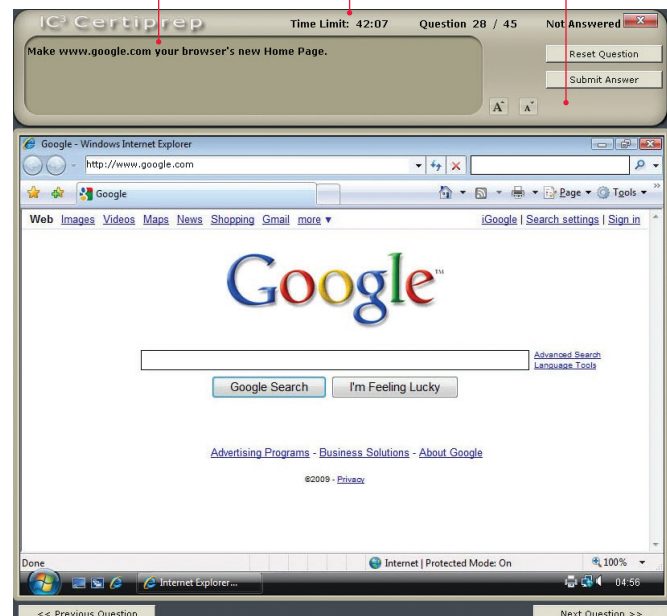 IC³ Certiprep Time Limit: 42:07 Question 28 / 45 Not Answered
Make www.google.com your browser's new Home Page.
Reset Question
Submit Answer
A A
Google - Windows Internet Explorer
http://www.google.com
Google
Page Tools
Web Images Videos Maps News Shopping Gmail more ▼ iGoogle | Search settings | Sign in
Google™
Advanced Search
Language Tools
Google Search I'm Feeling Lucky
Advertising Programs - Business Solutions - About Google
©2009 - Privacy
Done Internet | Protected Mode: On 100%
Internet Explorer... 04:56
<< Previous Question Next Question >>